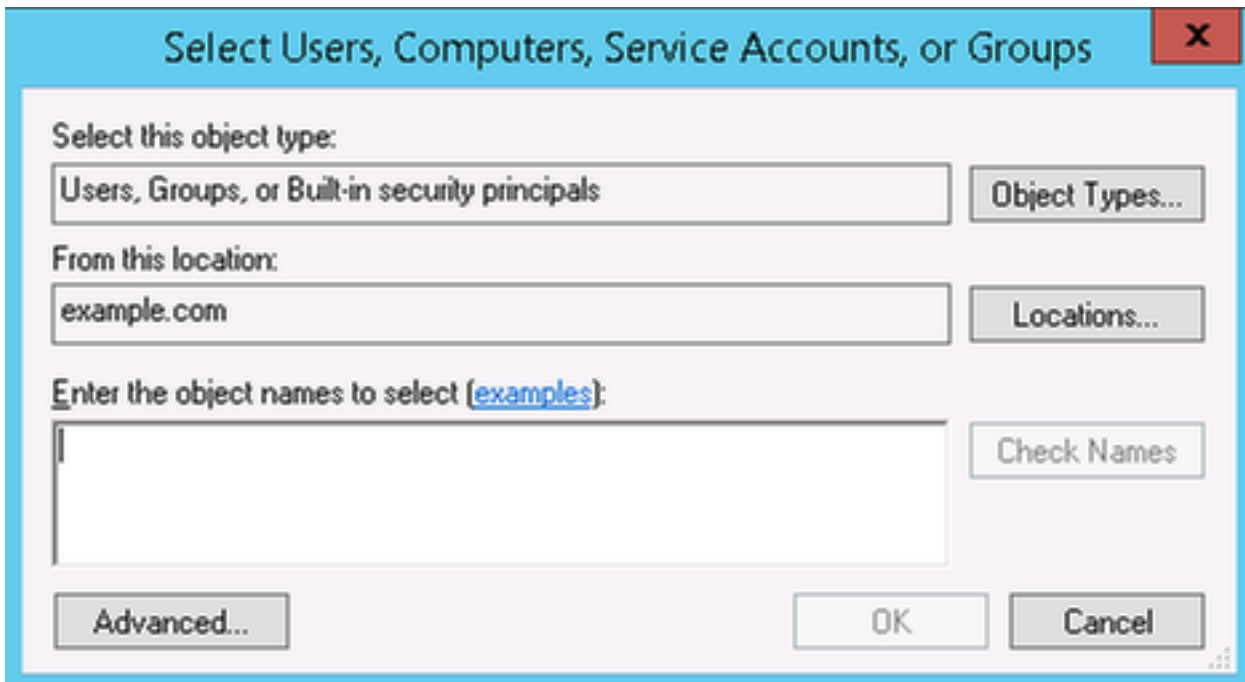 Select Users, Computers, Service Accounts, or Groups
x
Select this object type:
Users, Groups, or Built-in security principals
Object Types...
From this location:
example.com
Locations...
Enter the object names to select (examples):
Check Names
Advanced...
OK
Cancel